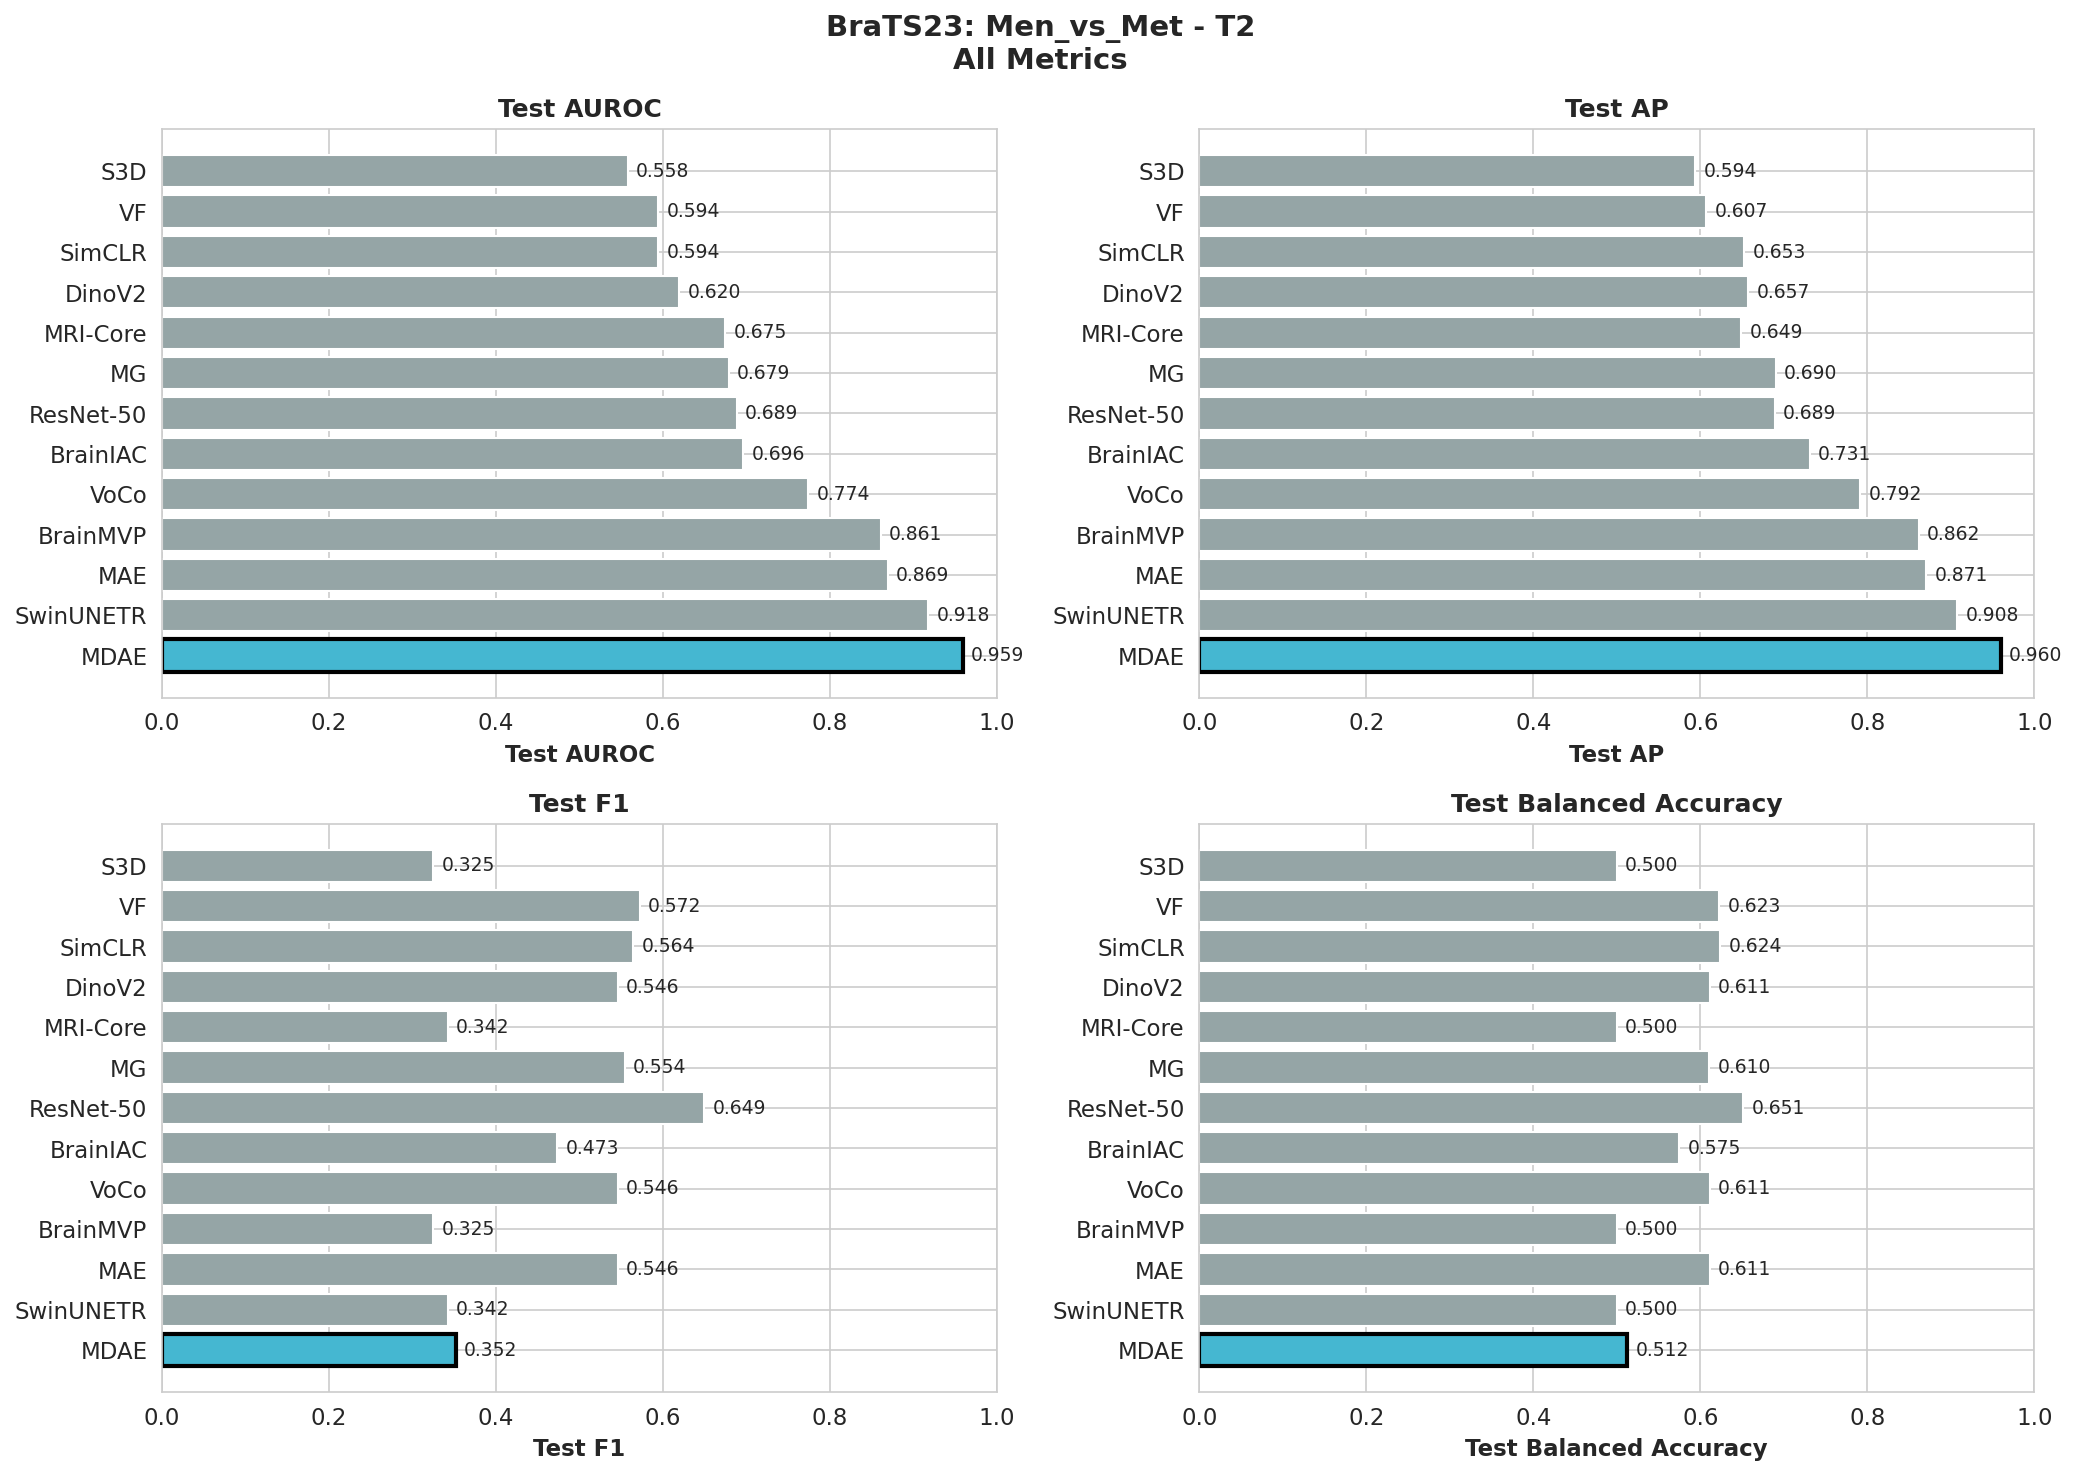 BraTS23: Men_vs_Met - T2
All Metrics
Test AUROC
S3D 0.558
VF 0.594
SimCLR 0.594
DinoV2 0.620
MRI-Core 0.675
MG 0.679
ResNet-50 0.689
BrainIAC 0.696
VoCo 0.774
BrainMVP 0.861
MAE 0.869
SwinUNETR 0.918
MDAE 0.959
0.0 0.2 0.4 0.6 0.8 1.0
Test AUROC
Test AP
S3D 0.594
VF 0.607
SimCLR 0.653
DinoV2 0.657
MRI-Core 0.649
MG 0.690
ResNet-50 0.689
BrainIAC 0.731
VoCo 0.792
BrainMVP 0.862
MAE 0.871
SwinUNETR 0.908
MDAE 0.960
0.0 0.2 0.4 0.6 0.8 1.0
Test AP
Test F1
S3D 0.325
VF 0.572
SimCLR 0.564
DinoV2 0.546
MRI-Core 0.342
MG 0.554
ResNet-50 0.649
BrainIAC 0.473
VoCo 0.546
BrainMVP 0.325
MAE 0.546
SwinUNETR 0.342
MDAE 0.352
0.0 0.2 0.4 0.6 0.8 1.0
Test F1
Test Balanced Accuracy
S3D 0.500
VF 0.623
SimCLR 0.624
DinoV2 0.611
MRI-Core 0.500
MG 0.610
ResNet-50 0.651
BrainIAC 0.575
VoCo 0.611
BrainMVP 0.500
MAE 0.611
SwinUNETR 0.500
MDAE 0.512
0.0 0.2 0.4 0.6 0.8 1.0
Test Balanced Accuracy